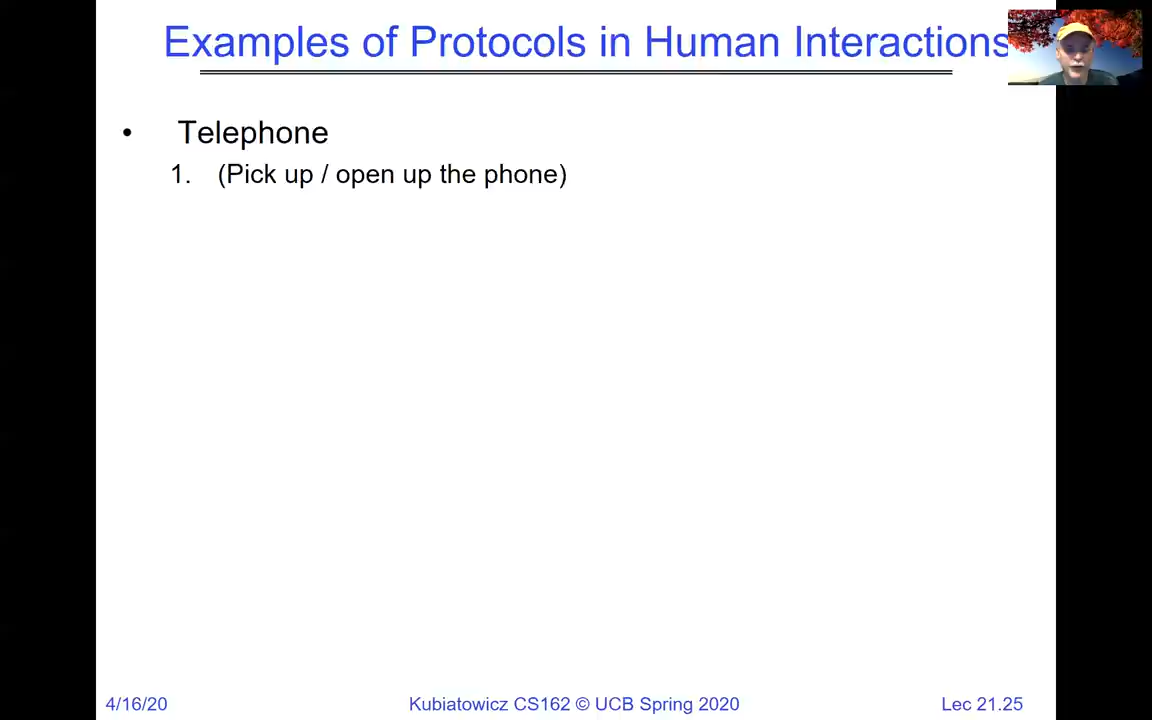 Examples of Protocols in Human Interactions
• Telephone
1. (Pick up / open up the phone)
4/16/20 Kubiatowicz CS162 © UCB Spring 2020 Lec 21.25